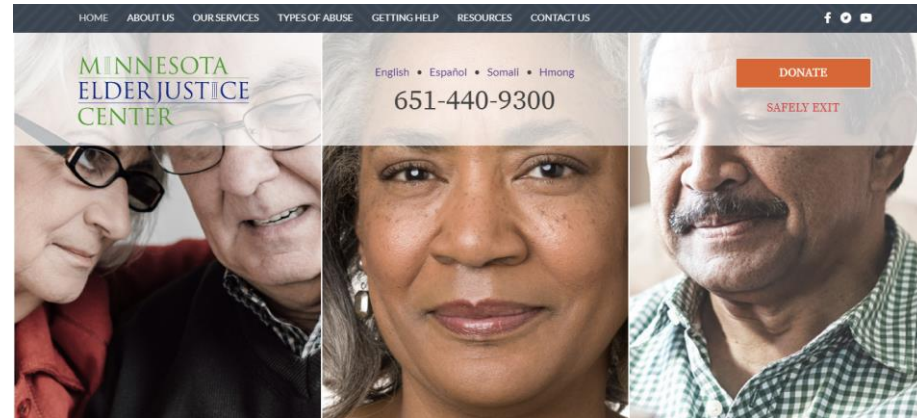 HOME ABOUT US OUR SERVICES TYPES OF ABUSE GETTING HELP RESOURCES CONTACT US
MINNESOTA
ELDER JUSTICE
CENTER
English • Español • Somali • Hmong
651-440-9300
DONATE
SAFELY EXIT